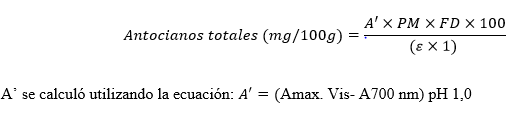 Antocianos totales (mg/100g) = A′ × PM × FD × 100 / (ε × 1)
A’ se calculó utilizando la ecuación: A′ = (Amax. Vis- A700 nm) pH 1,0